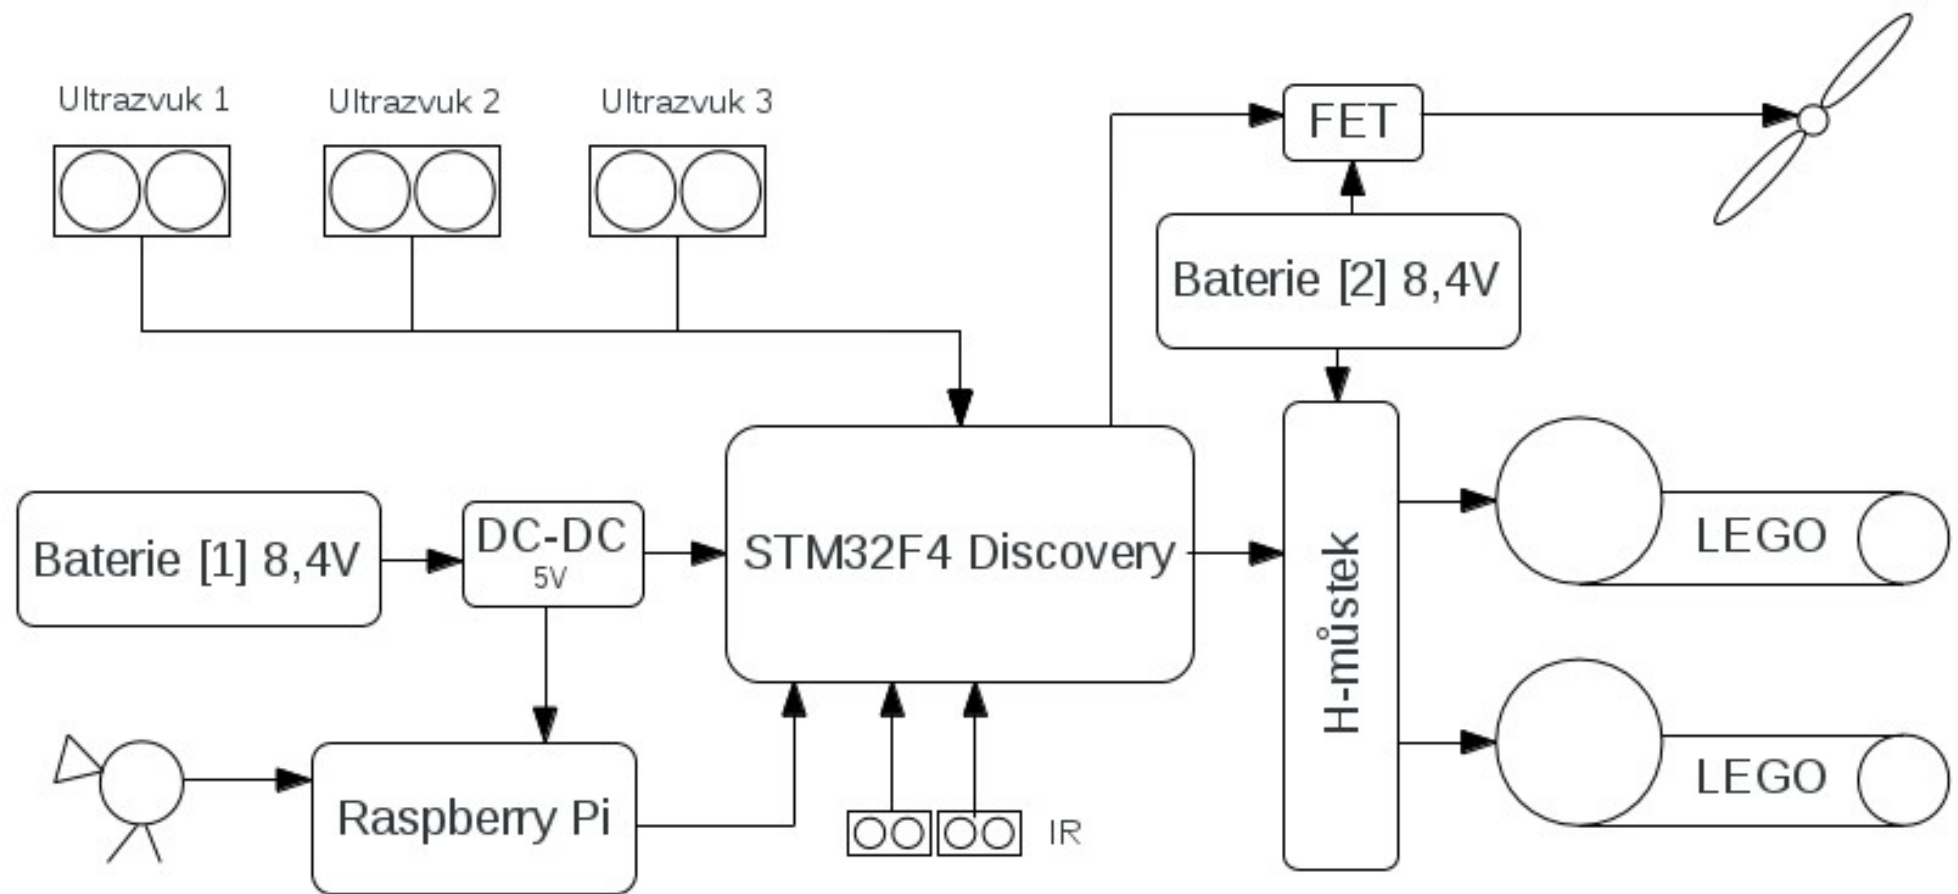 Ultrazvuk 1
Ultrazvuk 2
Ultrazvuk 3
FET
Baterie [2] 8,4V
Baterie [1] 8,4V
DC-DC
5V
STM32F4 Discovery
H-můstek
LEGO
LEGO
Raspberry Pi
IR